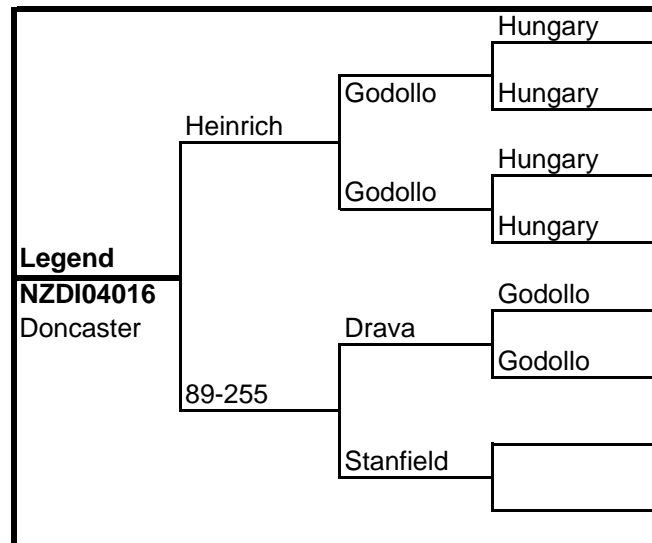 Hungary
Godollo
Hungary
Heinrich
Hungary
Godollo
Hungary
Legend
NZDI04016
Doncaster
Godollo
Drava
Godollo
89-255
Stanfield